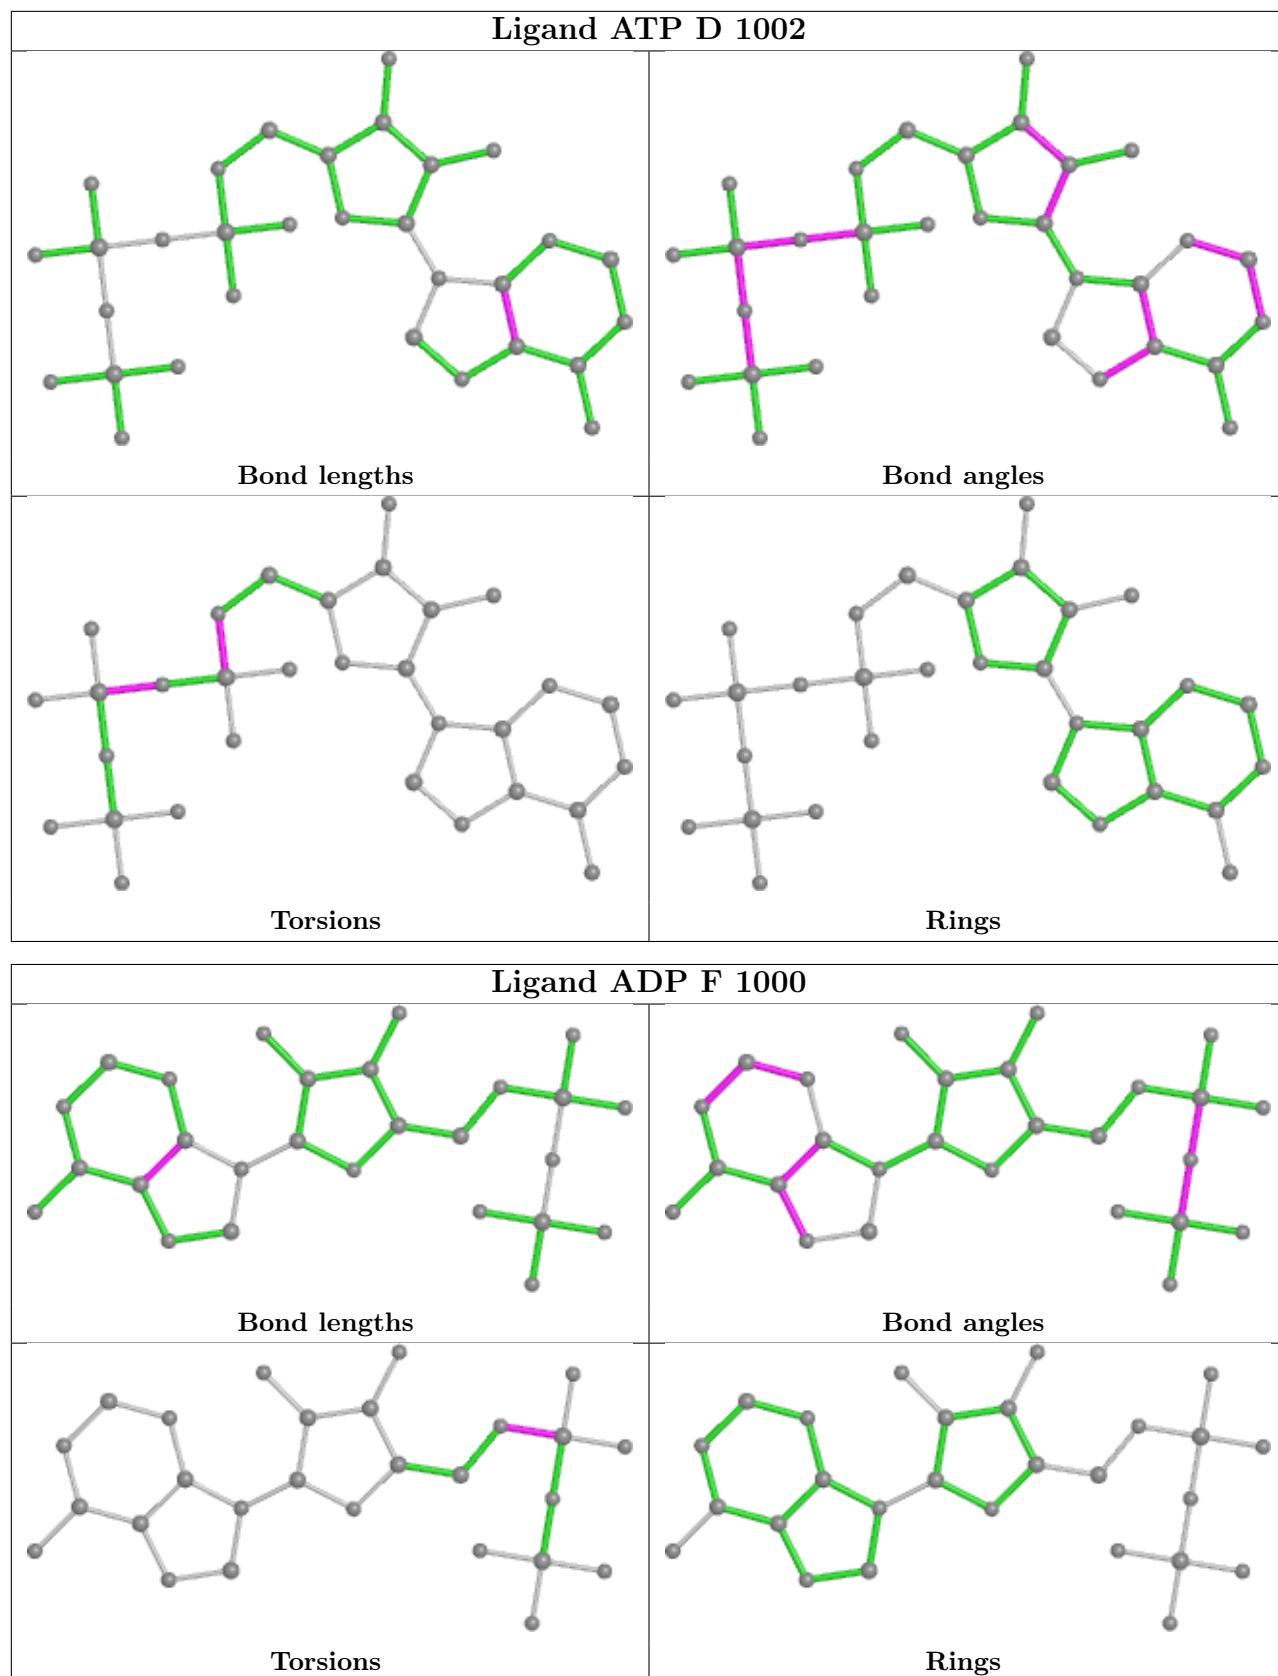 Ligand ATP D 1002
Bond lengths
Bond angles
Torsions
Rings
Ligand ADP F 1000
Bond lengths
Bond angles
Torsions
Rings